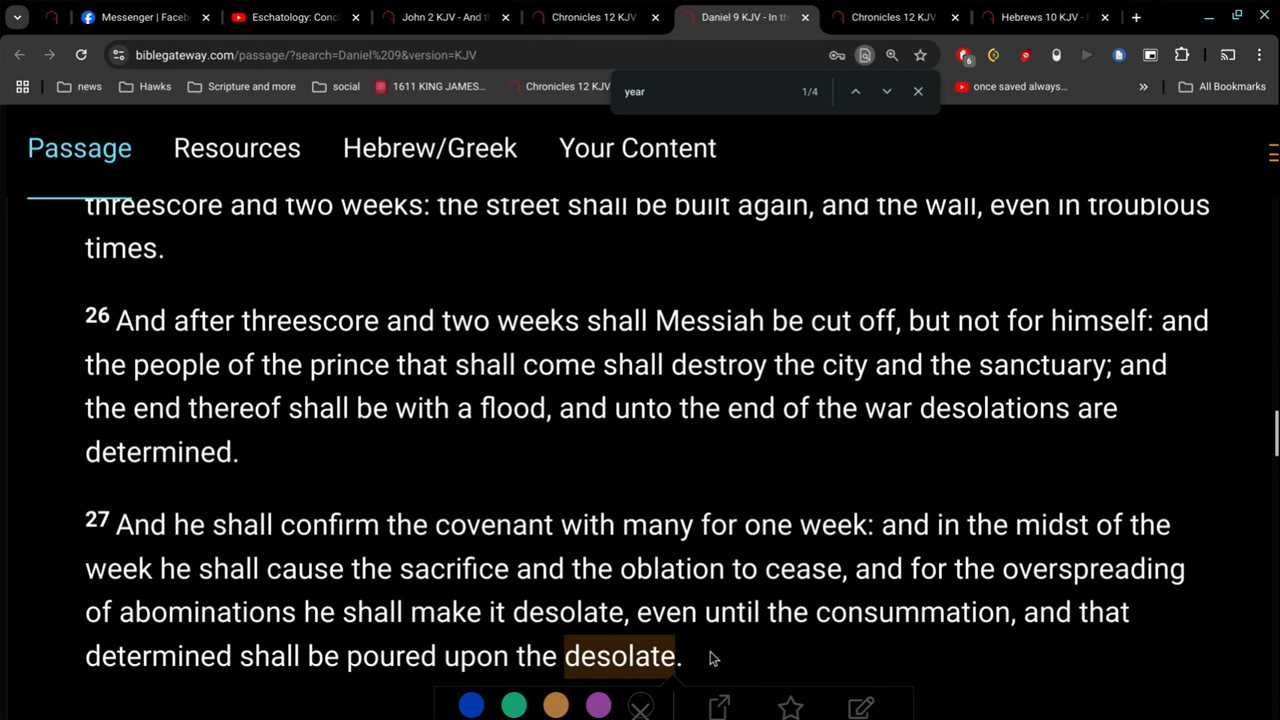 Messenger | Faceb
Eschatology: Concl
John 2 KJV - And th
Chronicles 12 KJV
Daniel 9 KJV - In th
Chronicles 12 KJV
Hebrews 10 KJV - F
biblegateway.com/passage/?search=Daniel%209&version=KJV
6
news
Hawks
Scripture and more
social
1611 KING JAMES...
Chronicles 12 KJV
once saved always...
»
All Bookmarks
year
1/4
Passage
Resources
Hebrew/Greek
Your Content
threescore and two weeks: the street shall be built again, and the wall, even in troublous
times.
26 And after threescore and two weeks shall Messiah be cut off, but not for himself: and
the people of the prince that shall come shall destroy the city and the sanctuary; and
the end thereof shall be with a flood, and unto the end of the war desolations are
determined.
27 And he shall confirm the covenant with many for one week: and in the midst of the
week he shall cause the sacrifice and the oblation to cease, and for the overspreading
of abominations he shall make it desolate, even until the consummation, and that
determined shall be poured upon the desolate.